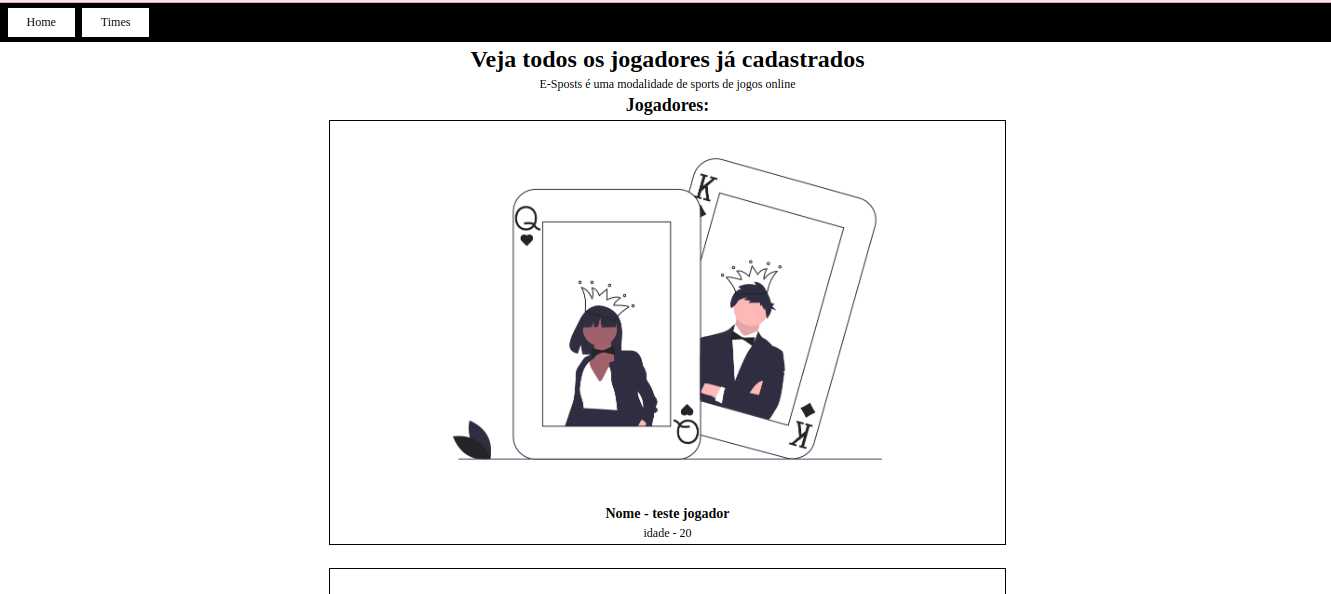 Home
Times
Veja todos os jogadores já cadastrados
E-Sposts é uma modalidade de sports de jogos online
Jogadores:
K
Q
Q
K
Nome - teste jogador
idade - 20